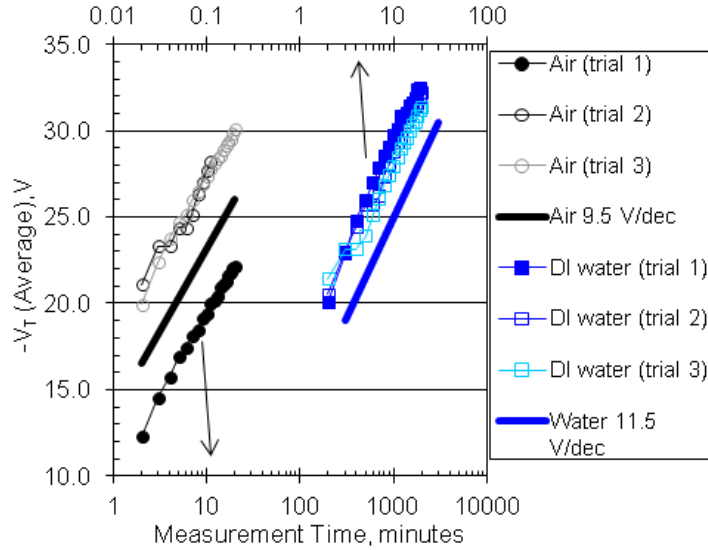 0.01 0.1 1 10 100
35.0
30.0
25.0
20.0
15.0
10.0
-VT (Average), V
1 10 100 1000 10000
Measurement Time, minutes
Air (trial 1)
Air (trial 2)
Air (trial 3)
Air 9.5 V/dec
DI water (trial 1)
DI water (trial 2)
DI water (trial 3)
Water 11.5
V/dec